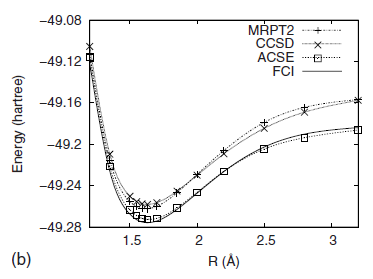 −49.08
−49.12
−49.16
−49.2
−49.24
−49.28
Energy (hartree)
MRPT2
CCSD
ACSE
FCI
1.5 2 2.5 3
R (Å)
(b)